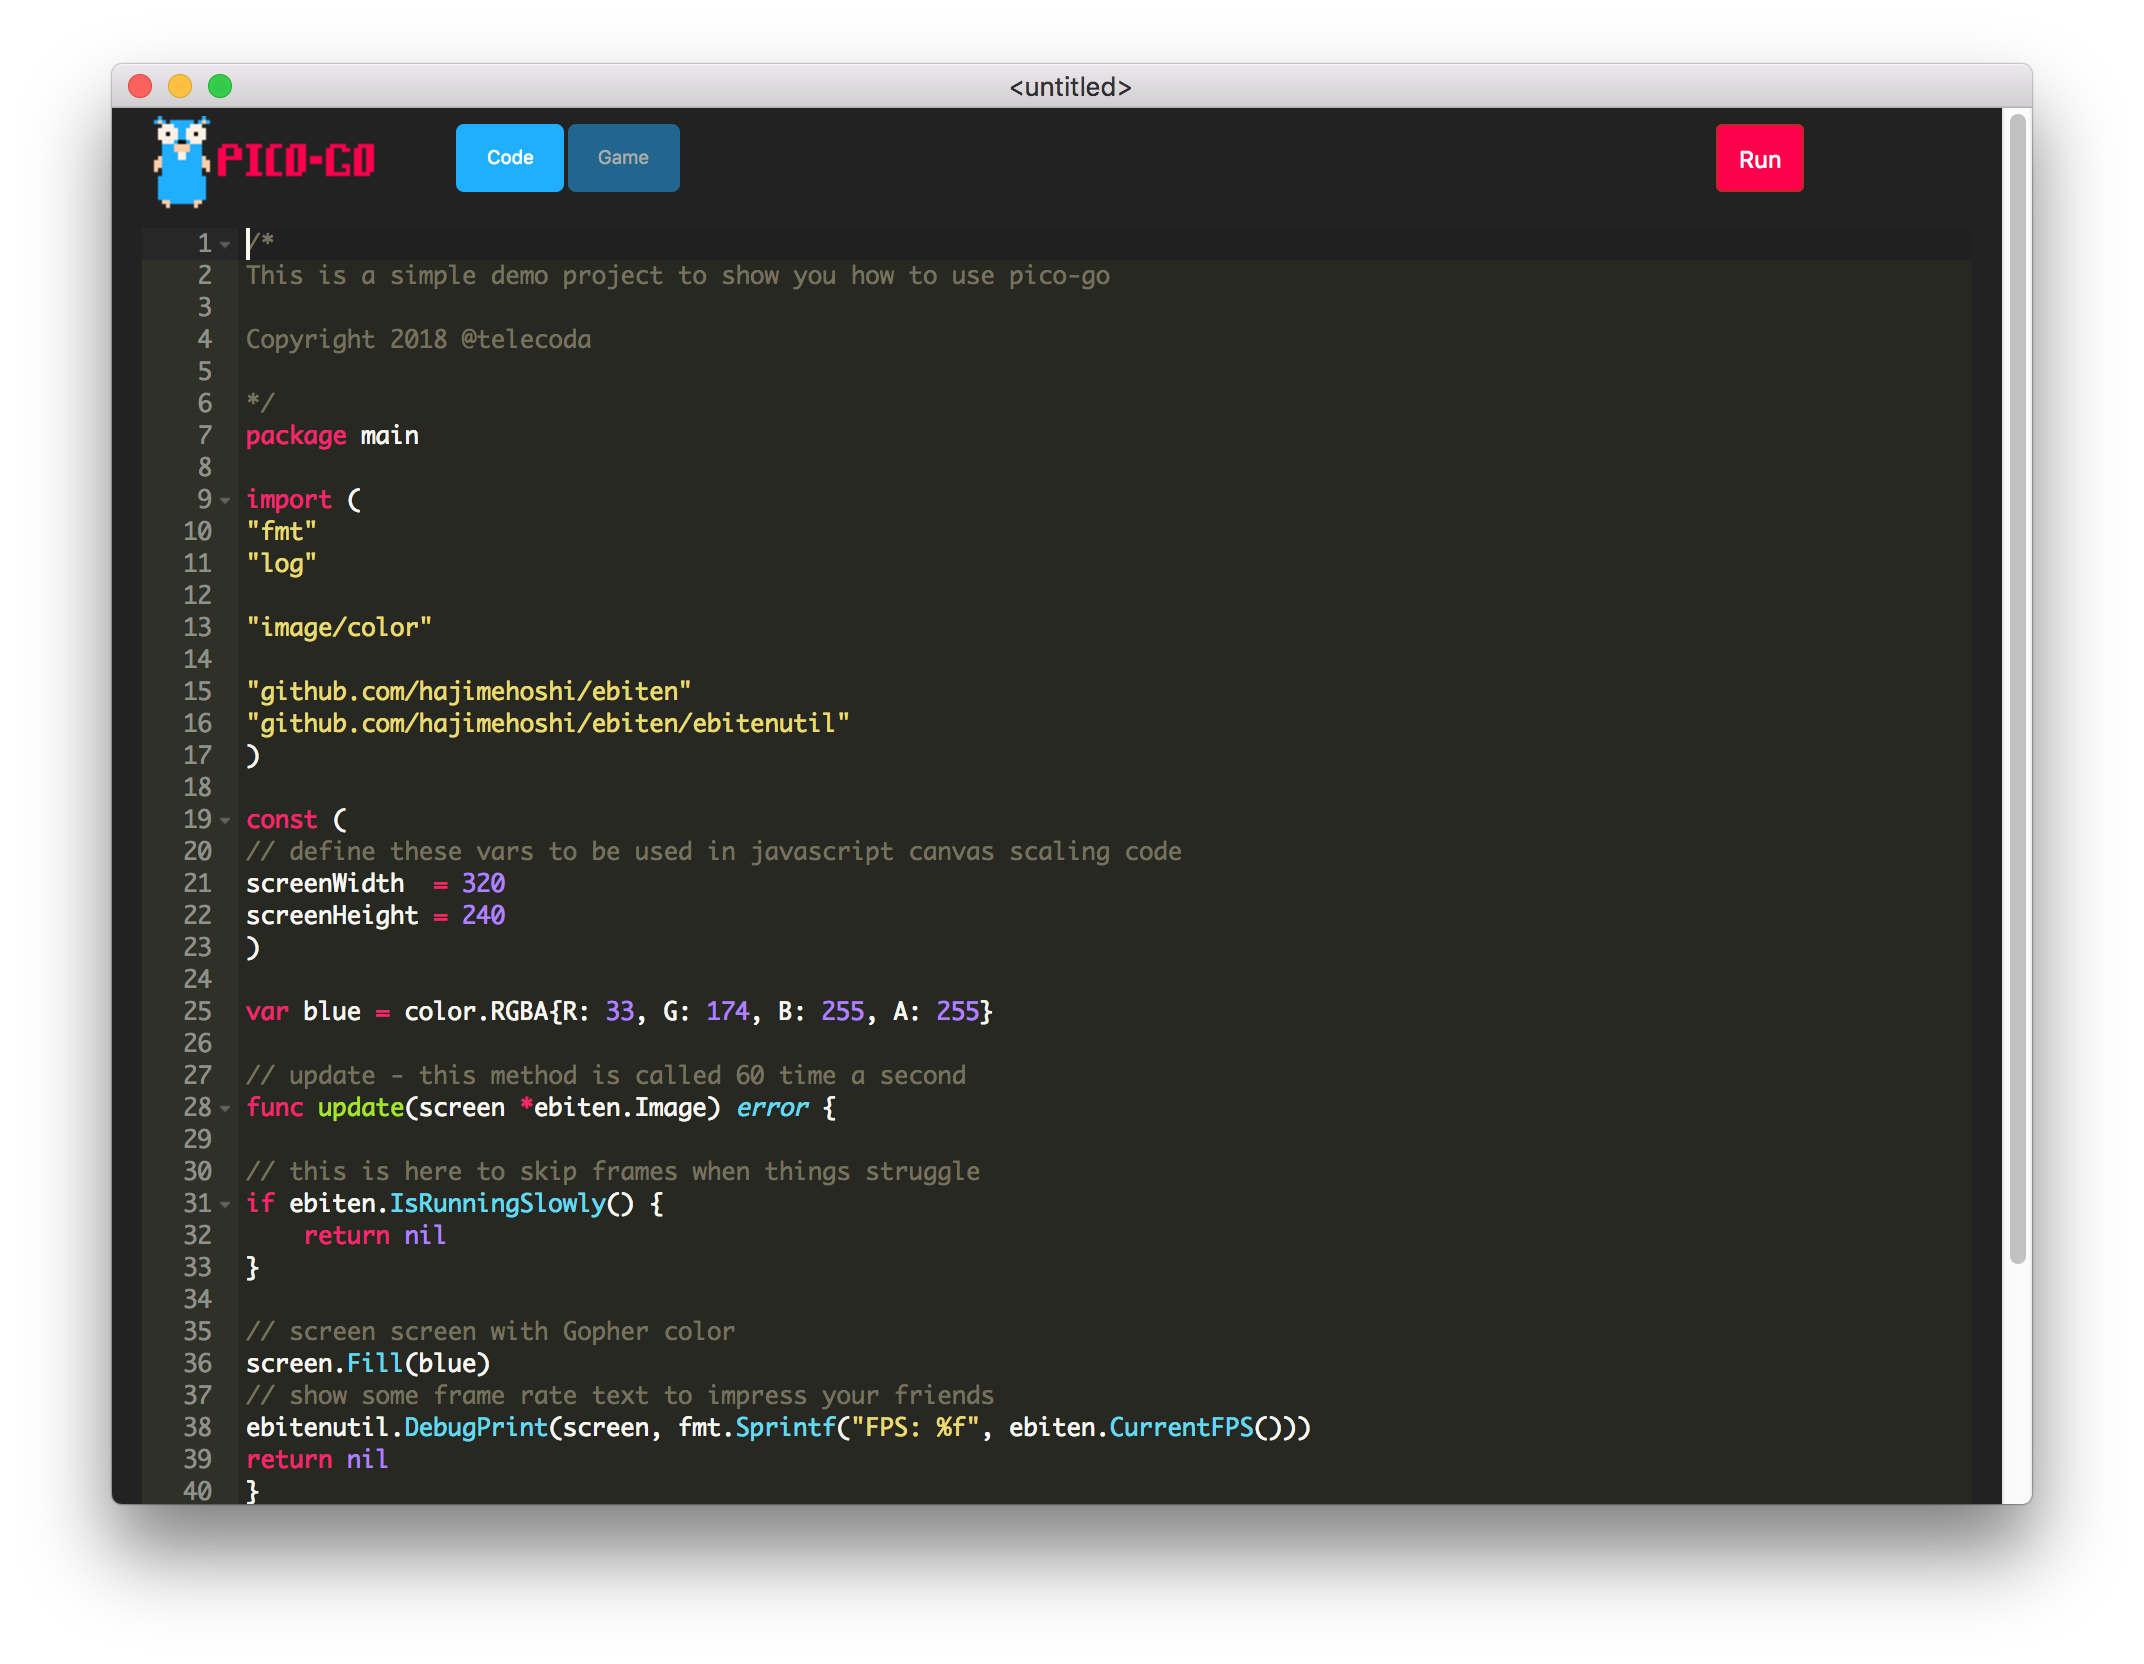 <untitled>
PICO-GO
Code
Game
Run
1 /*
2 This is a simple demo project to show you how to use pico-go
3
4 Copyright 2018 @telecoda
5
6 */
7 package main
8
9 import (
10 "fmt"
11 "log"
12
13 "image/color"
14
15 "github.com/hajimehoshi/ebiten"
16 "github.com/hajimehoshi/ebiten/ebitenutil"
17 )
18
19 const (
20 // define these vars to be used in javascript canvas scaling code
21 screenWidth  = 320
22 screenHeight = 240
23 )
24
25 var blue = color.RGBA{R: 33, G: 174, B: 255, A: 255}
26
27 // update - this method is called 60 time a second
28 func update(screen *ebiten.Image) error {
29
30 // this is here to skip frames when things struggle
31 if ebiten.IsRunningSlowly() {
32     return nil
33 }
34
35 // screen screen with Gopher color
36 screen.Fill(blue)
37 // show some frame rate text to impress your friends
38 ebitenutil.DebugPrint(screen, fmt.Sprintf("FPS: %f", ebiten.CurrentFPS()))
39 return nil
40 }